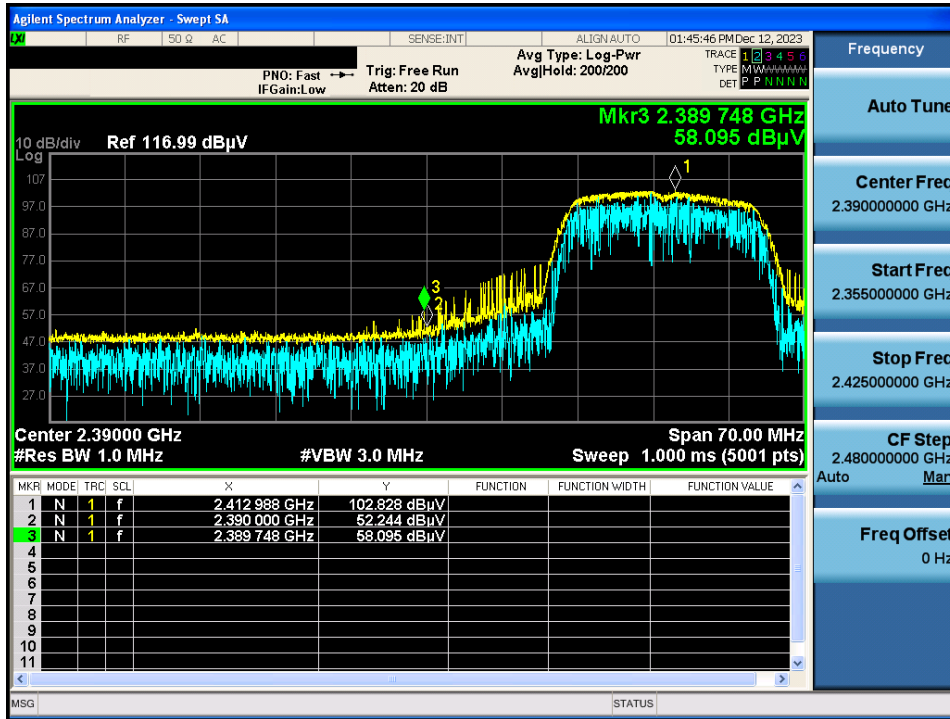 Agilent Spectrum Analyzer - Swept SA
LXI RF 50 Ω AC SENSE:INT ALIGN AUTO 01:45:46 PM Dec 12, 2023
PNO: Fast
IFGain:Low
Trig: Free Run
Atten: 20 dB
Avg Type: Log-Pwr
Avg|Hold: 200/200
TRACE 1 2 3 4 5 6
TYPE M
DET P P N N N N
Mkr3 2.389 748 GHz
58.095 dBµV
10 dB/div Ref 116.99 dBµV
Log
107
97.0
87.0
77.0
67.0
57.0
47.0
37.0
27.0
1
3
2
Center 2.39000 GHz Span 70.00 MHz
#Res BW 1.0 MHz #VBW 3.0 MHz Sweep 1.000 ms (5001 pts)
MKR MODE TRC SCL X Y FUNCTION FUNCTION WIDTH FUNCTION VALUE
1 N 1 f 2.412 988 GHz 102.828 dBµV
2 N 1 f 2.390 000 GHz 52.244 dBµV
3 N 1 f 2.389 748 GHz 58.095 dBµV
4
5
6
7
8
9
10
11
MSG STATUS
Frequency
Auto Tune
Center Freq
2.390000000 GHz
Start Freq
2.355000000 GHz
Stop Freq
2.425000000 GHz
CF Step
2.480000000 GHz
Auto Man
Freq Offset
0 Hz